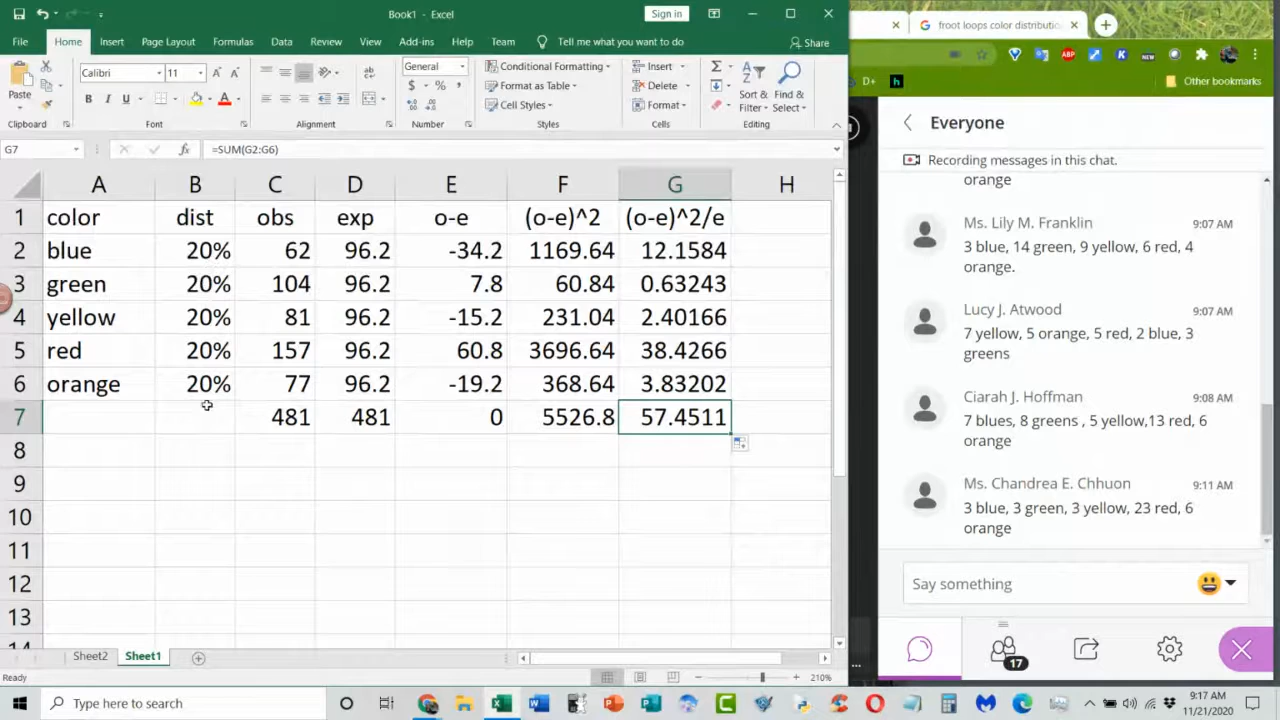 Book1 - Excel
Sign in
File Home Insert Page Layout Formulas Data Review View Add-ins Help Team Tell me what you want to do Share
Paste
Clipboard
Calibri 11
B I U
Font
Alignment
General
$ % ,
Number
Conditional Formatting
Format as Table
Cell Styles
Styles
Insert
Delete
Format
Cells
Sort & Filter
Find & Select
Editing
G7 fx =SUM(G2:G6)
A B C D E F G H
1 color dist obs exp o-e (o-e)^2 (o-e)^2/e
2 blue 20% 62 96.2 -34.2 1169.64 12.1584
3 green 20% 104 96.2 7.8 60.84 0.63243
4 yellow 20% 81 96.2 -15.2 231.04 2.40166
5 red 20% 157 96.2 60.8 3696.64 38.4266
6 orange 20% 77 96.2 -19.2 368.64 3.83202
7 481 481 0 5526.8 57.4511
8
9
10
11
12
13
14
Sheet2 Sheet1
Ready
210%
froot loops color distributio
ABP
NEW
D+ h
Other bookmarks
Everyone
Recording messages in this chat.
orange
Ms. Lily M. Franklin 9:07 AM
3 blue, 14 green, 9 yellow, 6 red, 4
orange.
Lucy J. Atwood 9:07 AM
7 yellow, 5 orange, 5 red, 2 blue, 3
greens
Ciarah J. Hoffman 9:08 AM
7 blues, 8 greens , 5 yellow,13 red, 6
orange
Ms. Chandrea E. Chhuon 9:11 AM
3 blue, 3 green, 3 yellow, 23 red, 6
orange
Say something
17
Type here to search
9:17 AM
11/21/2020